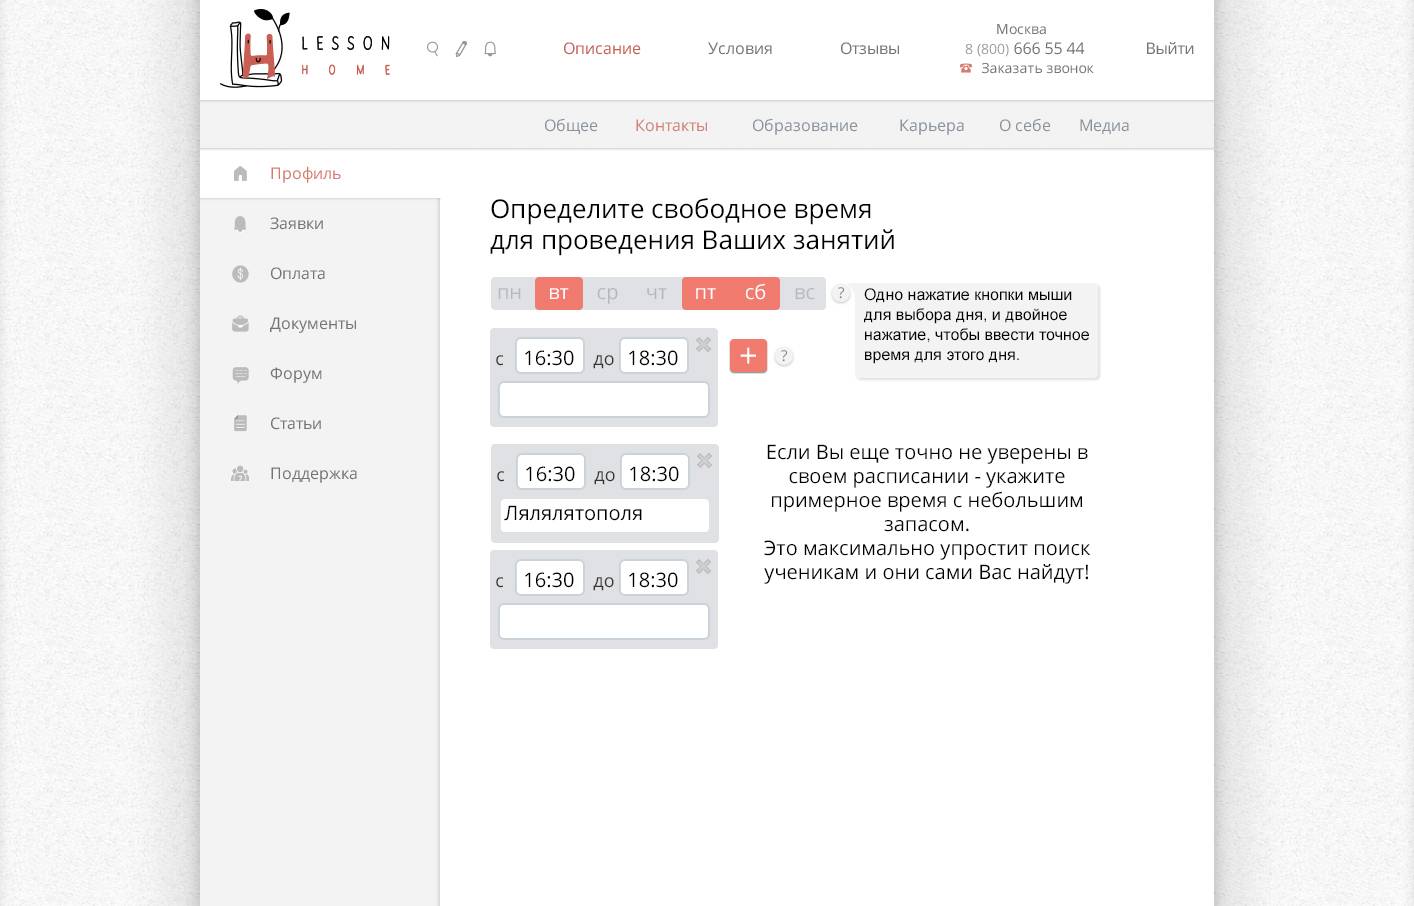 LESSON
HOME
Описание
Условия
Отзывы
Москва
8 (800) 666 55 44
Заказать звонок
Выйти
Общее
Контакты
Образование
Карьера
О себе
Медиа
Профиль
Заявки
Оплата
Документы
Форум
Статьи
Поддержка
Определите свободное время
для проведения Ваших занятий
пн вт ср чт пт сб вс ?
Одно нажатие кнопки мыши
для выбора дня, и двойное
нажатие, чтобы ввести точное
время для этого дня.
с 16:30 до 18:30
+ ?
с 16:30 до 18:30
Лялялятополя
с 16:30 до 18:30
Если Вы еще точно не уверены в
своем расписании - укажите
примерное время с небольшим
запасом.
Это максимально упростит поиск
ученикам и они сами Вас найдут!